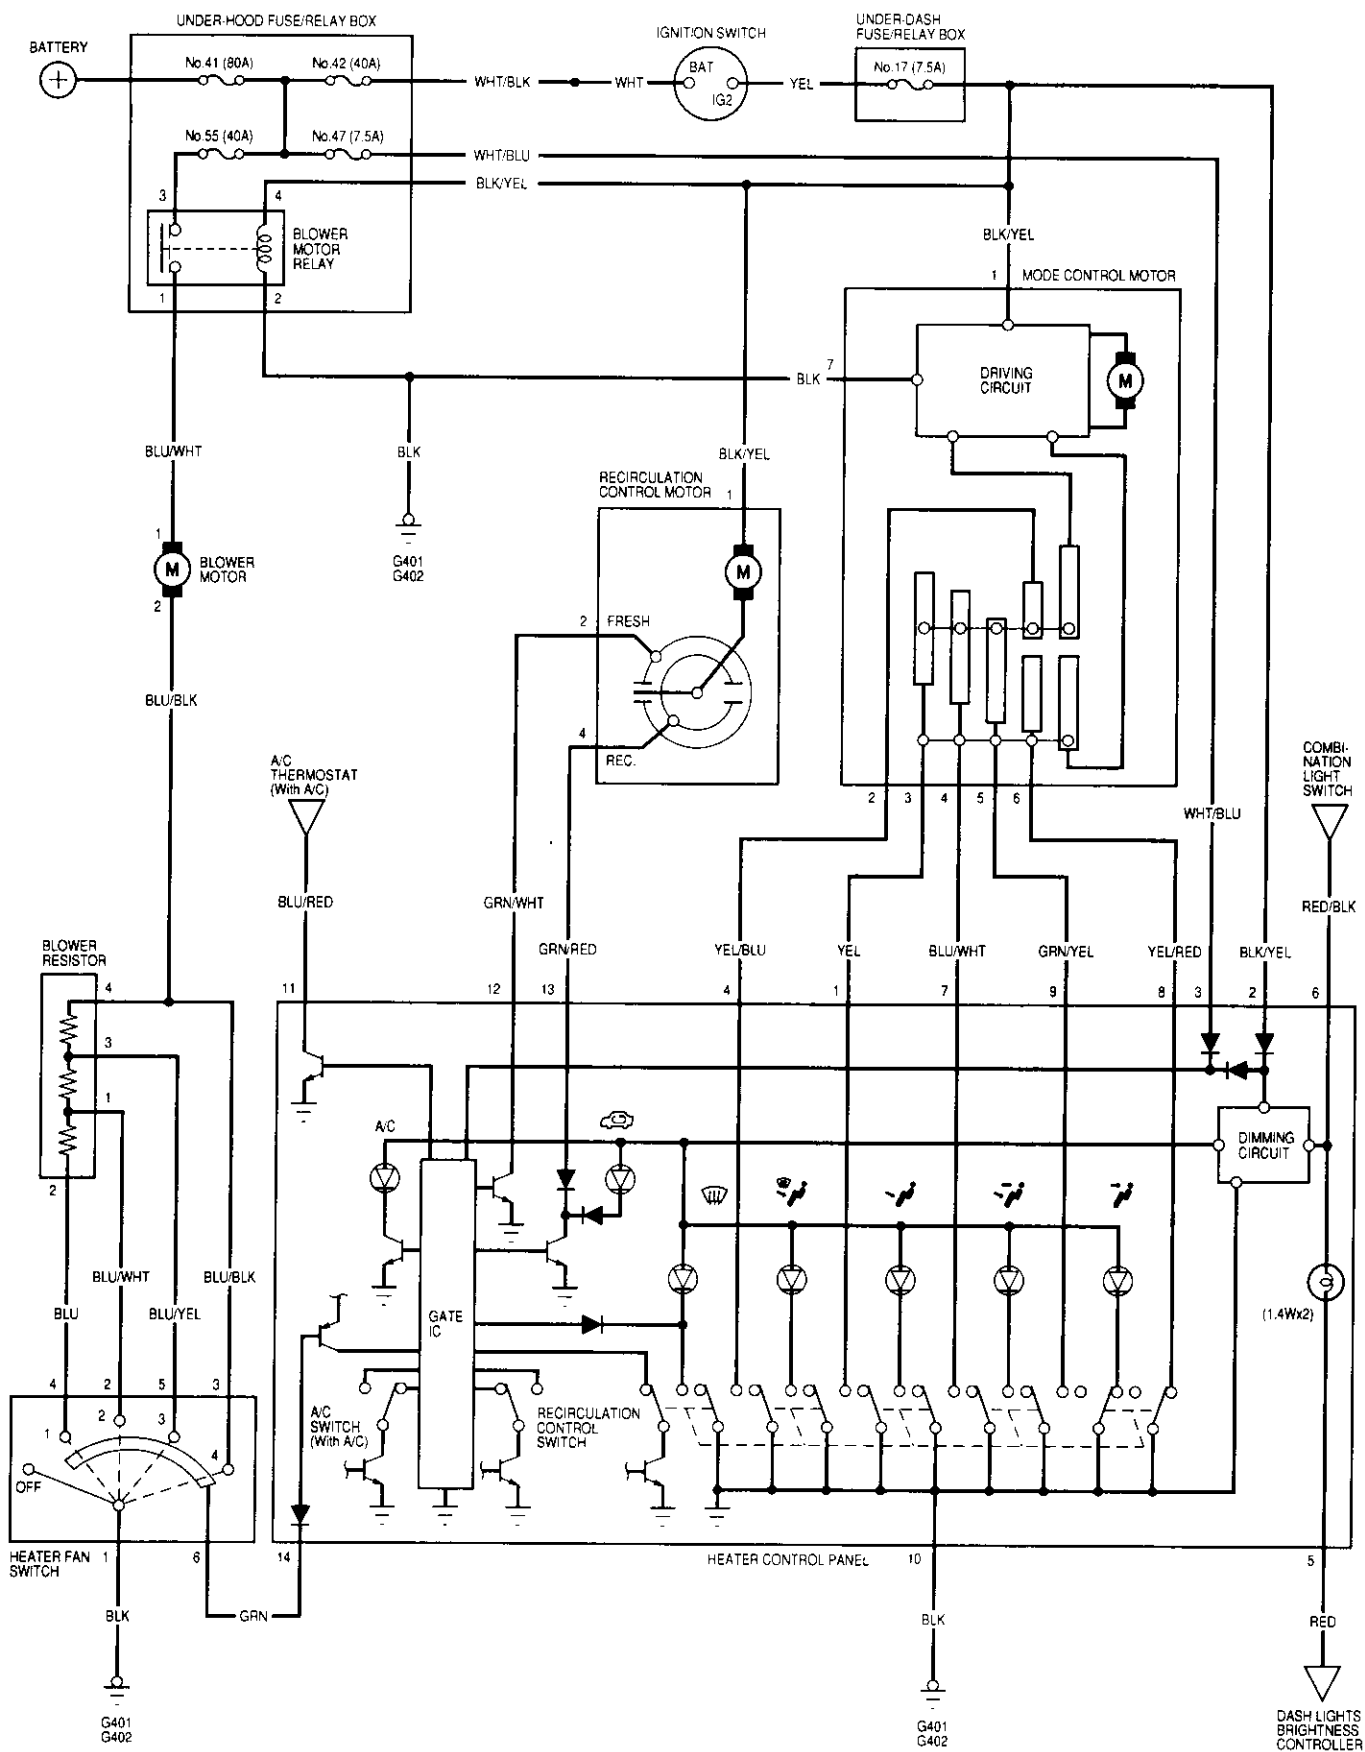 UNDER-HOOD FUSE/RELAY BOX
BATTERY
No.41 (80A)
No.42 (40A)
WHT/BLK
WHT
IGNITION SWITCH
BAT
IG2
YEL
UNDER-DASH
FUSE/RELAY BOX
No.17 (7.5A)
No.55 (40A)
No.47 (7.5A)
WHT/BLU
BLK/YEL
3
4
BLOWER
MOTOR
RELAY
1
2
BLK/YEL
1
MODE CONTROL MOTOR
DRIVING
CIRCUIT
M
7
BLK
BLU/WHT
BLK
BLK/YEL
RECIRCULATION
CONTROL MOTOR
1
G401
G402
1
M
BLOWER
MOTOR
2
M
2
FRESH
4
REC.
BLU/BLK
A/C
THERMOSTAT
(With A/C)
COMBI-
NATION
LIGHT
SWITCH
2
3
4
5
6
WHT/BLU
BLU/RED
GRN/WHT
GRN/RED
YEL/BLU
YEL
BLU/WHT
GRN/YEL
YEL/RED
BLK/YEL
RED/BLK
BLOWER
RESISTOR
4
3
1
2
11
12
13
4
1
7
9
8
3
2
6
A/C
DIMMING
CIRCUIT
BLU/WHT
BLU/BLK
BLU
BLU/YEL
GATE
IC
(1.4Wx2)
4
2
5
3
A/C
SWITCH
(With A/C)
RECIRCULATION
CONTROL
SWITCH
1
2
3
4
OFF
HEATER FAN
SWITCH
1
6
14
HEATER CONTROL PANEL
10
5
BLK
GRN
BLK
RED
G401
G402
G401
G402
DASH LIGHTS
BRIGHTNESS
CONTROLLER